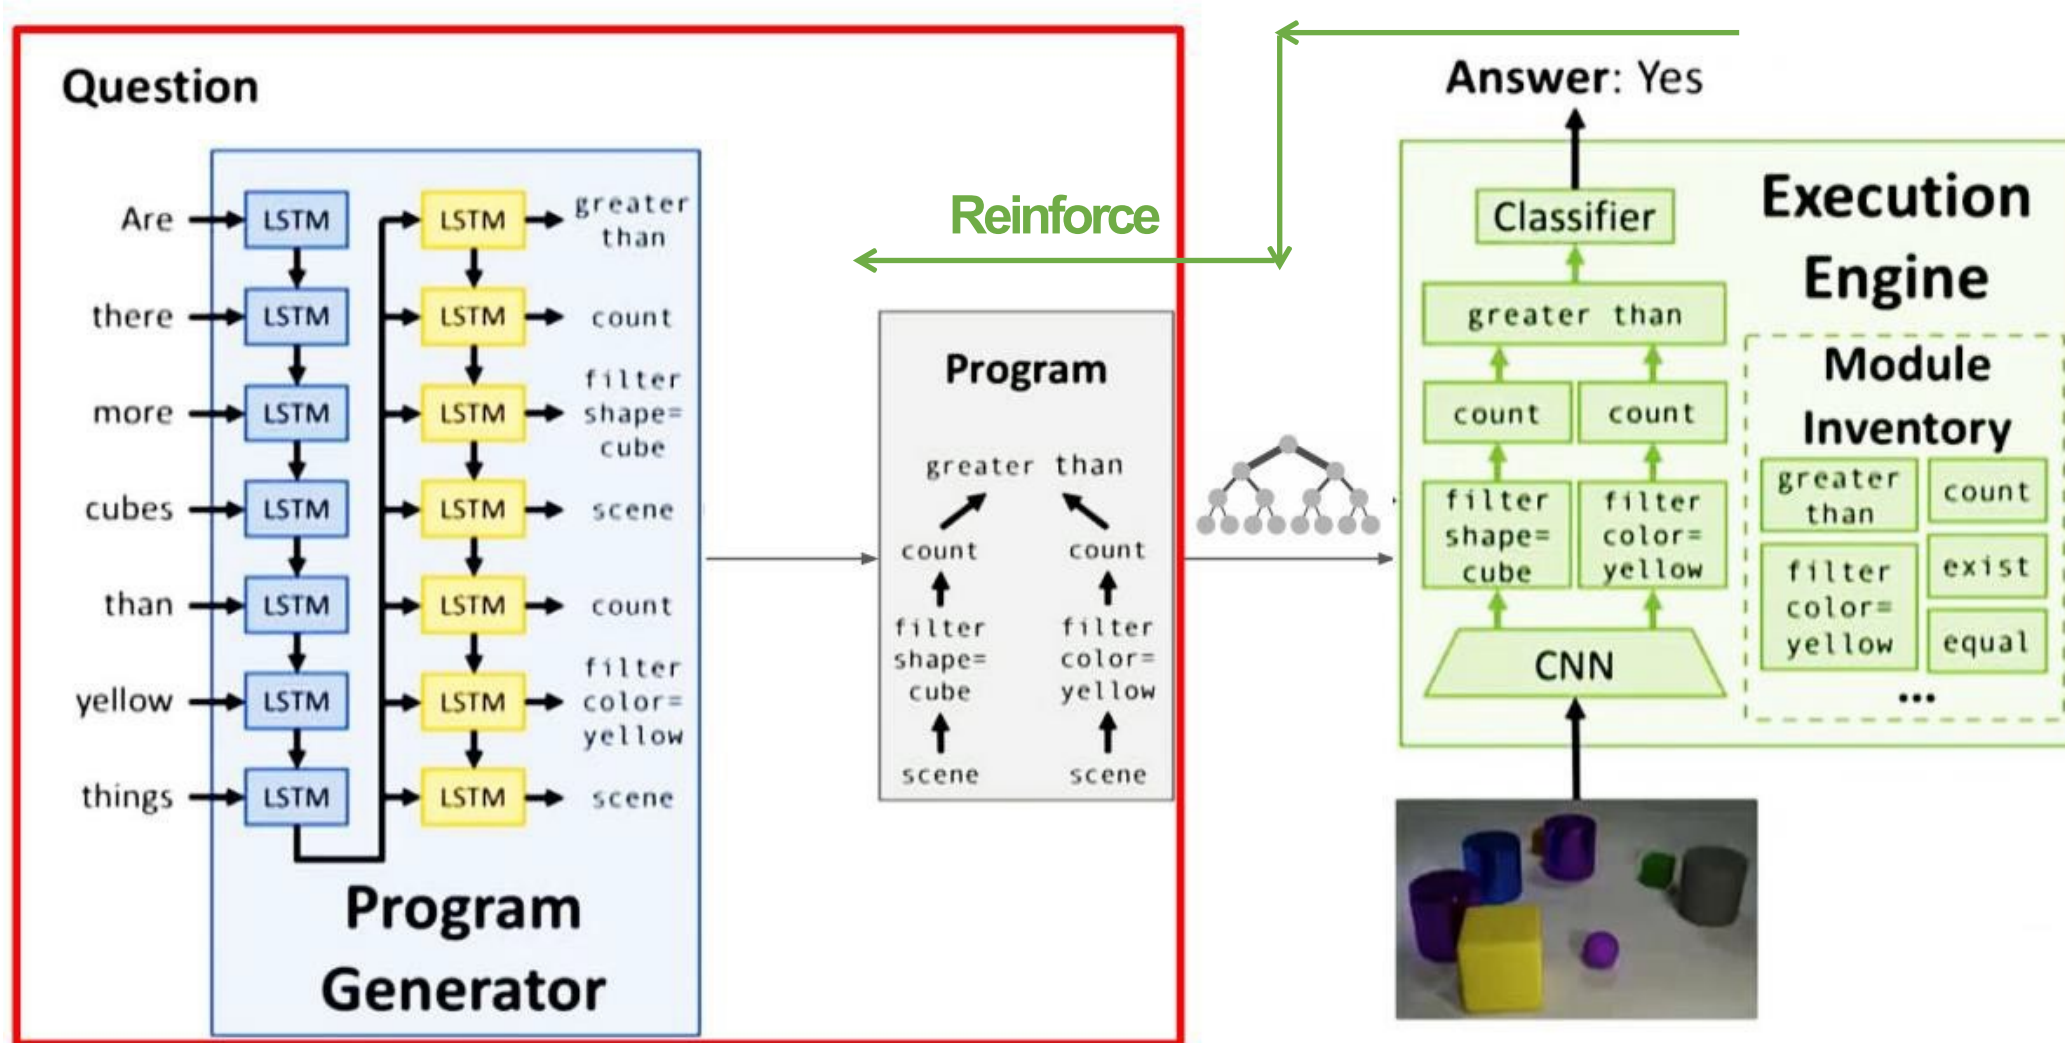 Question
Are
there
more
cubes
than
yellow
things
LSTM
LSTM
LSTM
LSTM
LSTM
LSTM
LSTM
LSTM
LSTM
LSTM
LSTM
LSTM
LSTM
LSTM
greater
than
count
filter
shape=
cube
scene
count
filter
color=
yellow
scene
Program
Generator
Reinforce
Program
greater than
count
count
filter
shape=
cube
filter
color=
yellow
scene
scene
Answer: Yes
Execution
Engine
Classifier
greater than
count
count
filter
shape=
cube
filter
color=
yellow
CNN
Module
Inventory
greater
than
count
filter
color=
yellow
exist
equal
...